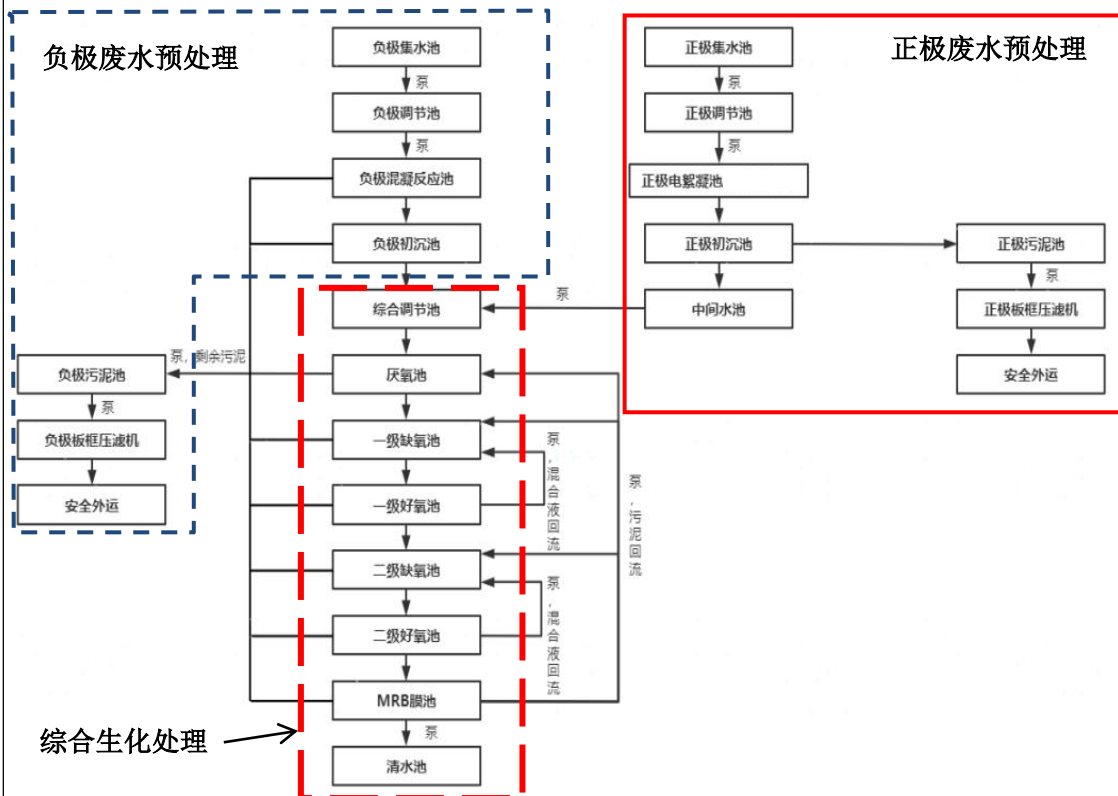 负极废水预处理
正极废水预处理
负极集水池
正极集水池
泵
泵
负极调节池
正极调节池
泵
泵
负极混凝反应池
正极电絮凝池
负极初沉池
正极初沉池
正极污泥池
泵
泵
综合调节池
中间水池
正极板框压滤机
泵，剩余污泥
负极污泥池
厌氧池
安全外运
泵
负极板框压滤机
一级缺氧池
泵，混合液回流
安全外运
一级好氧池
泵，污泥回流
二级缺氧池
泵，混合液回流
二级好氧池
MRB膜池
泵
综合生化处理
清水池